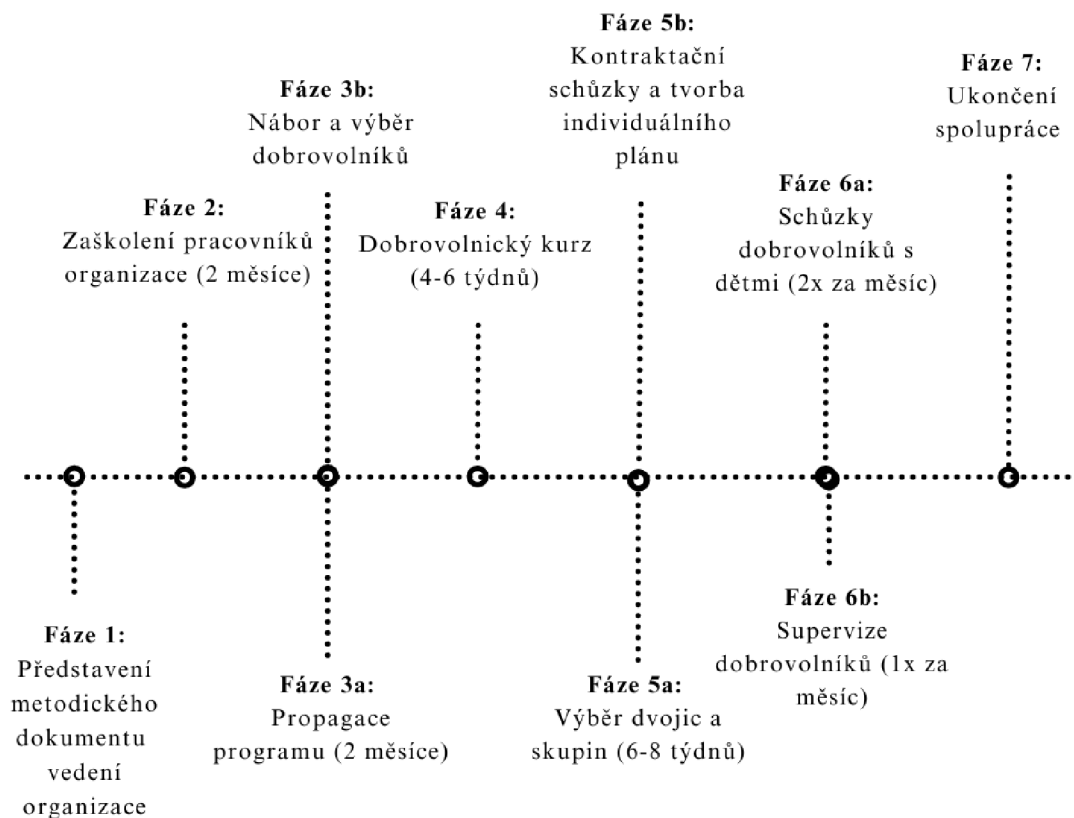 Fáze 1:
Představení
metodického
dokumentu
vedení
organizace
Fáze 2:
Zaškolení pracovníků
organizace (2 měsíce)
Fáze 3a:
Propagace
programu (2 měsíce)
Fáze 3b:
Nábor a výběr
dobrovolníků
Fáze 4:
Dobrovolnický kurz
(4-6 týdnů)
Fáze 5a:
Výběr dvojic a
skupin (6-8 týdnů)
Fáze 5b:
Kontraktační
schůzky a tvorba
individuálního
plánu
Fáze 6a:
Schůzky
dobrovolníků s
dětmi (2x za měsíc)
Fáze 6b:
Supervize
dobrovolníků (1x za
měsíc)
Fáze 7:
Ukončení
spolupráce